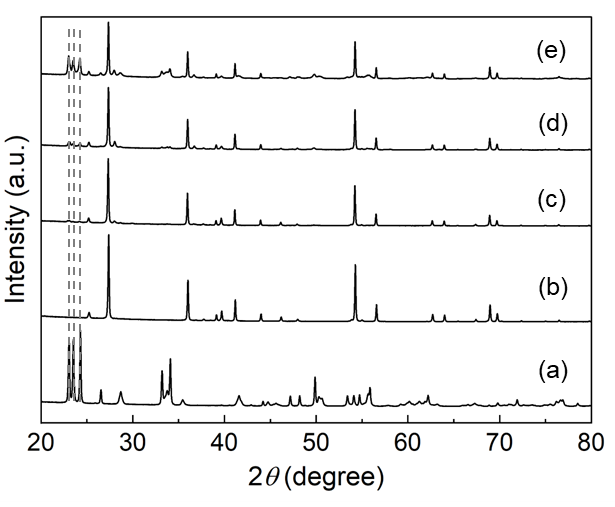 (e)
(d)
(c)
(b)
(a)
Intensity (a.u.)
20 30 40 50 60 70 80
2θ (degree)